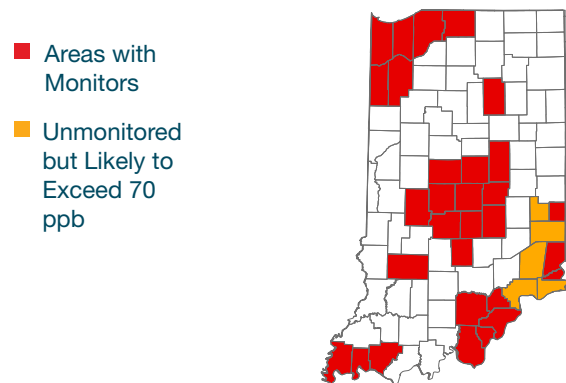 Areas with
Monitors
Unmonitored
but Likely to
Exceed 70
ppb